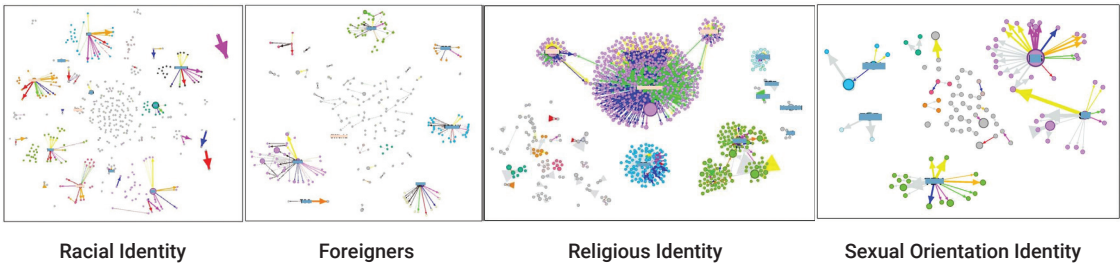 Racial Identity
Foreigners
Religious Identity
Sexual Orientation Identity